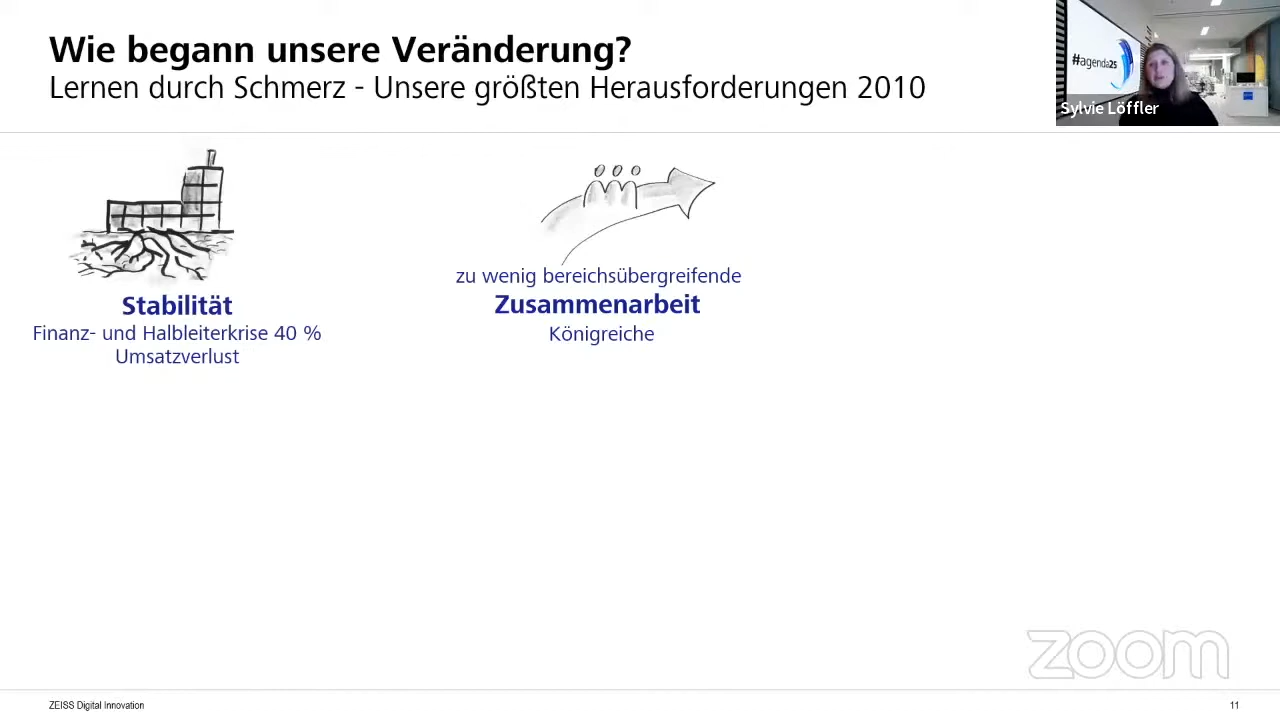 Wie begann unsere Veränderung?
Lernen durch Schmerz - Unsere größten Herausforderungen 2010
#agenda25
Sylvie Löffler
Stabilität
Finanz- und Halbleiterkrise 40 %
Umsatzverlust
zu wenig bereichsübergreifende
Zusammenarbeit
Königreiche
zoom
ZEISS Digital Innovation
11